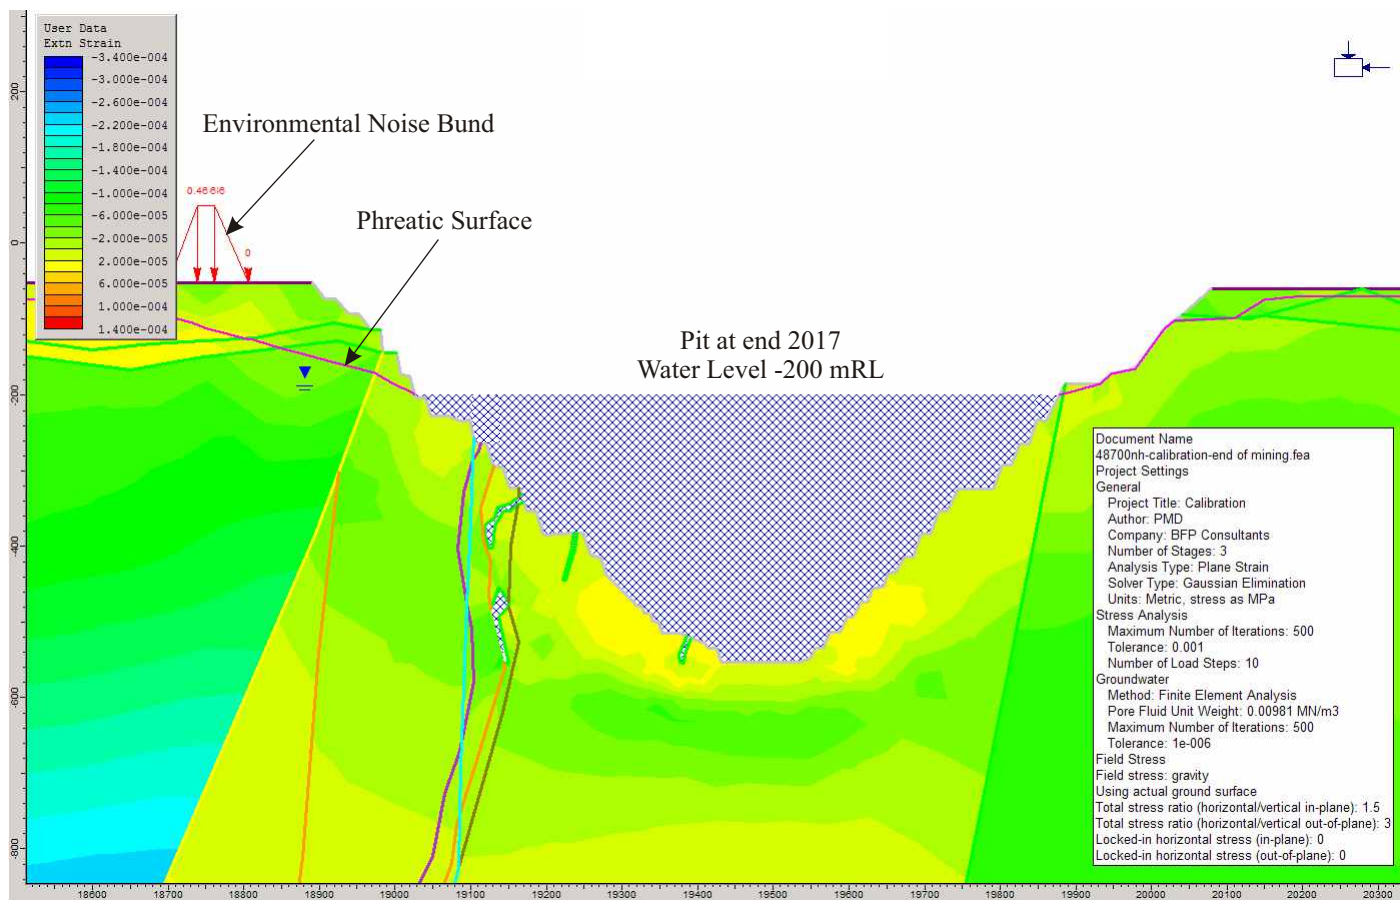 User Data
Extn Strain
-3.400e-004
-3.000e-004
-2.600e-004
-2.200e-004
-1.800e-004
-1.400e-004
-1.000e-004
-6.000e-005
-2.000e-005
2.000e-005
6.000e-005
1.000e-004
1.400e-004
Environmental Noise Bund
Phreatic Surface
0
Pit at end 2017
Water Level -200 mRL
Document Name
48700nh-calibration-end of mining.fea
Project Settings
General
Project Title: Calibration
Author: PMD
Company: BFP Consultants
Number of Stages: 3
Analysis Type: Plane Strain
Solver Type: Gaussian Elimination
Units: Metric, stress as MPa
Stress Analysis
Maximum Number of Iterations: 500
Tolerance: 0.001
Number of Load Steps: 10
Groundwater
Method: Finite Element Analysis
Pore Fluid Unit Weight: 0.00981 MN/m3
Maximum Number of Iterations: 500
Tolerance: 1e-006
Field Stress
Field stress: gravity
Using actual ground surface
Total stress ratio (horizontal/vertical in-plane): 1.5
Total stress ratio (horizontal/vertical out-of-plane): 3
Locked-in horizontal stress (in-plane): 0
Locked-in horizontal stress (out-of-plane): 0
200
0
-200
-400
-600
-800
18600 18700 18800 18900 19000 19100 19200 19300 19400 19500 19600 19700 19800 19900 20000 20100 20200 20300